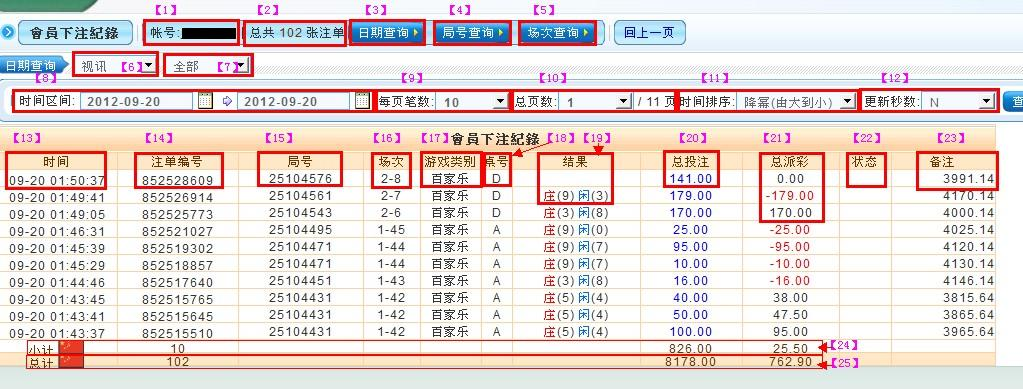 【1】 【2】 【3】 【4】 【5】
會員下注紀錄 帐号: 总共 102 张注单 日期查询 局号查询 场次查询 回上一页
日期查询 视讯 【6】 全部 【7】
【8】 【9】 【10】 【11】 【12】
时间区间: 2012-09-20 2012-09-20 每页笔数: 10 总页数: 1 / 11 页 时间排序: 降幂(由大到小) 更新秒数: N 查
【13】 【14】 【15】 【16】 【17】 會員下注紀錄 【18】 【19】 【20】 【21】 【22】 【23】
时间 注单编号 局号 场次 游戏类别 桌号 结果 总投注 总派彩 状态 备注
09-20 01:50:37 852528609 25104576 2-8 百家乐 D 141.00 0.00 3991.14
09-20 01:49:41 852526914 25104561 2-7 百家乐 D 庄(9) 闲(3) 179.00 -179.00 4170.14
09-20 01:49:05 852525773 25104543 2-6 百家乐 D 庄(3) 闲(8) 170.00 170.00 4000.14
09-20 01:46:31 852521027 25104495 1-45 百家乐 A 庄(9) 闲(0) 25.00 -25.00 4025.14
09-20 01:45:39 852519302 25104471 1-44 百家乐 A 庄(9) 闲(7) 95.00 -95.00 4120.14
09-20 01:45:29 852518857 25104471 1-44 百家乐 A 庄(9) 闲(7) 10.00 -10.00 4130.14
09-20 01:44:46 852517640 25104451 1-43 百家乐 A 庄(3) 闲(8) 16.00 -16.00 4146.14
09-20 01:43:45 852515765 25104431 1-42 百家乐 A 庄(5) 闲(4) 40.00 38.00 3815.64
09-20 01:43:41 852515645 25104431 1-42 百家乐 A 庄(5) 闲(4) 50.00 47.50 3865.64
09-20 01:43:37 852515510 25104431 1-42 百家乐 A 庄(5) 闲(4) 100.00 95.00 3965.64
小计 10 826.00 25.50 【24】
总计 102 8178.00 762.90 【25】